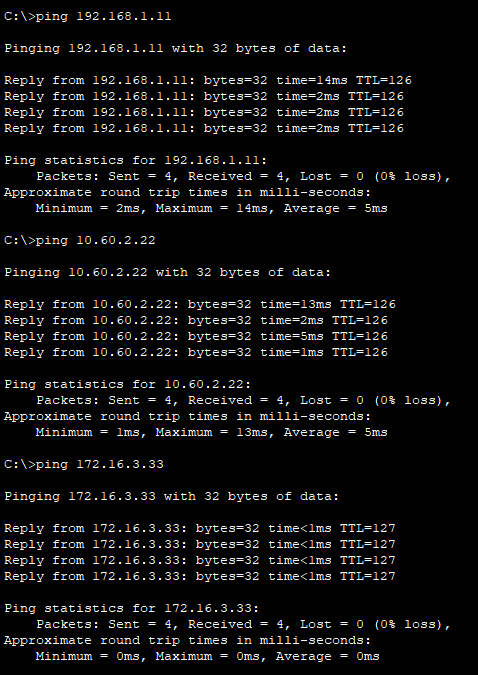 C:\>ping 192.168.1.11
Pinging 192.168.1.11 with 32 bytes of data:
Reply from 192.168.1.11: bytes=32 time=14ms TTL=126
Reply from 192.168.1.11: bytes=32 time=2ms TTL=126
Reply from 192.168.1.11: bytes=32 time=2ms TTL=126
Reply from 192.168.1.11: bytes=32 time=2ms TTL=126
Ping statistics for 192.168.1.11:
    Packets: Sent = 4, Received = 4, Lost = 0 (0% loss),
Approximate round trip times in milli-seconds:
    Minimum = 2ms, Maximum = 14ms, Average = 5ms
C:\>ping 10.60.2.22
Pinging 10.60.2.22 with 32 bytes of data:
Reply from 10.60.2.22: bytes=32 time=13ms TTL=126
Reply from 10.60.2.22: bytes=32 time=2ms TTL=126
Reply from 10.60.2.22: bytes=32 time=5ms TTL=126
Reply from 10.60.2.22: bytes=32 time=1ms TTL=126
Ping statistics for 10.60.2.22:
    Packets: Sent = 4, Received = 4, Lost = 0 (0% loss),
Approximate round trip times in milli-seconds:
    Minimum = 1ms, Maximum = 13ms, Average = 5ms
C:\>ping 172.16.3.33
Pinging 172.16.3.33 with 32 bytes of data:
Reply from 172.16.3.33: bytes=32 time<1ms TTL=127
Reply from 172.16.3.33: bytes=32 time<1ms TTL=127
Reply from 172.16.3.33: bytes=32 time<1ms TTL=127
Reply from 172.16.3.33: bytes=32 time<1ms TTL=127
Ping statistics for 172.16.3.33:
    Packets: Sent = 4, Received = 4, Lost = 0 (0% loss),
Approximate round trip times in milli-seconds:
    Minimum = 0ms, Maximum = 0ms, Average = 0ms